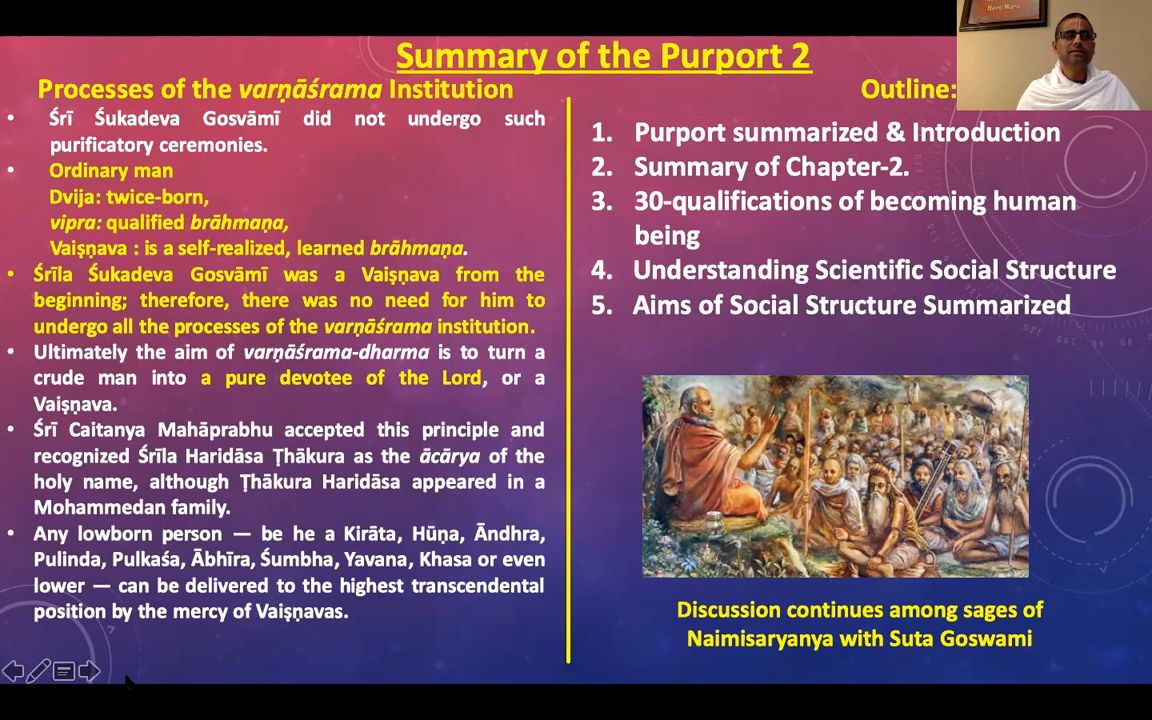 Summary of the Purport 2
Processes of the varṇāśrama Institution
• Śrī Śukadeva Gosvāmī did not undergo such
purificatory ceremonies.
• Ordinary man
Dvija: twice-born,
vipra: qualified brāhmaṇa,
Vaiṣṇava : is a self-realized, learned brāhmaṇa.
• Śrīla Śukadeva Gosvāmī was a Vaiṣṇava from the
beginning; therefore, there was no need for him to
undergo all the processes of the varṇāśrama institution.
• Ultimately the aim of varṇāśrama-dharma is to turn a
crude man into a pure devotee of the Lord, or a
Vaiṣṇava.
• Śrī Caitanya Mahāprabhu accepted this principle and
recognized Śrīla Haridāsa Ṭhākura as the ācārya of the
holy name, although Ṭhākura Haridāsa appeared in a
Mohammedan family.
• Any lowborn person — be he a Kirāta, Hūṇa, Āndhra,
Pulinda, Pulkaśa, Ābhīra, Śumbha, Yavana, Khasa or even
lower — can be delivered to the highest transcendental
position by the mercy of Vaiṣṇavas.
Outline:
1. Purport summarized & Introduction
2. Summary of Chapter-2.
3. 30-qualifications of becoming human
being
4. Understanding Scientific Social Structure
5. Aims of Social Structure Summarized
Discussion continues among sages of
Naimisaryanya with Suta Goswami